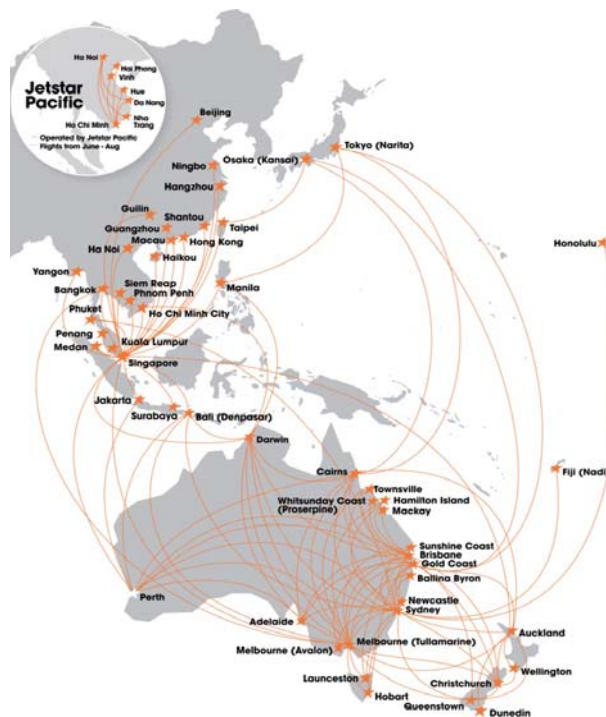 Ha Noi
Hai Phong
Vinh
Jetstar
Pacific
Hue
Da Nang
Nha
Trang
Ho Chi Minh
Operated by Jetstar Pacific
Flights from June - Aug
Beijing
Tokyo (Narita)
Osaka (Kansai)
Ningbo
Hangzhou
Guilin
Shantou
Guangzhou
Taipei
Macau
Hong Kong
Honolulu
Ha Noi
Haikou
Yangon
Siem Reap
Bangkok
Phnom Penh
Manila
Phuket
Ho Chi Minh City
Penang
Kuala Lumpur
Medan
Singapore
Jakarta
Surabaya
Bali (Denpasar)
Darwin
Cairns
Fiji (Nadi
Townsville
Whitsunday Coast
(Proserpine)
Hamilton Island
Mackay
Sunshine Coast
Brisbane
Gold Coast
Ballina Byron
Perth
Newcastle
Sydney
Adelaide
Auckland
Melbourne (Tullamarine)
Melbourne (Avalon)
Wellington
Launceston
Christchurch
Hobart
Queenstown
Dunedin